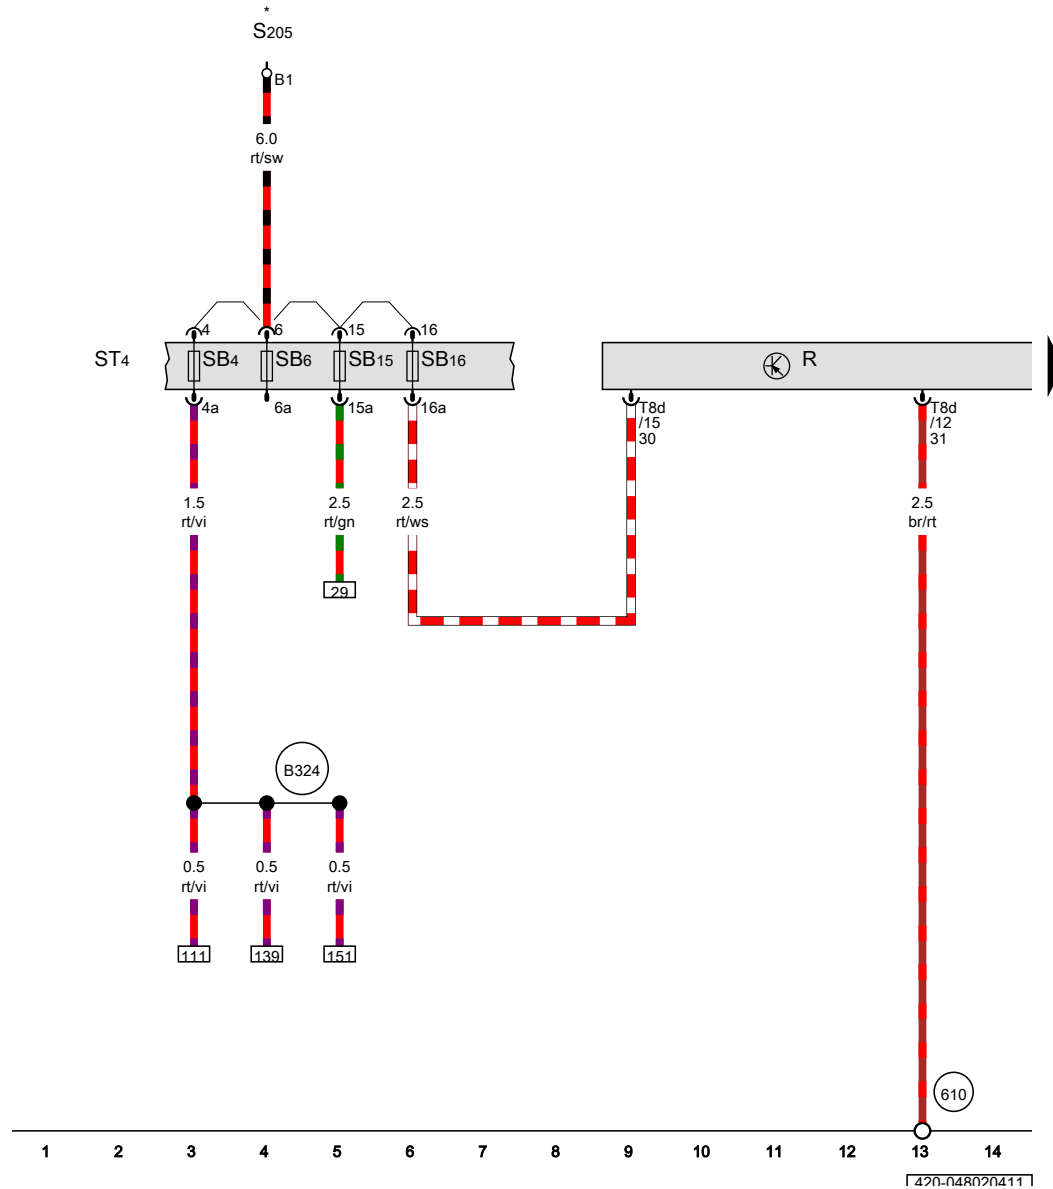 *
S205
B1
6.0
rt/sw
4 6 15 16
ST4 SB4 SB6 SB15 SB16 R
4a 6a 15a 16a
T8d
/15
30
T8d
/12
31
1.5
rt/vi
2.5
rt/gn
2.5
rt/ws
2.5
br/rt
29
B324
0.5
rt/vi
0.5
rt/vi
0.5
rt/vi
111 139 151
610
1 2 3 4 5 6 7 8 9 10 11 12 13 14
420-048020411